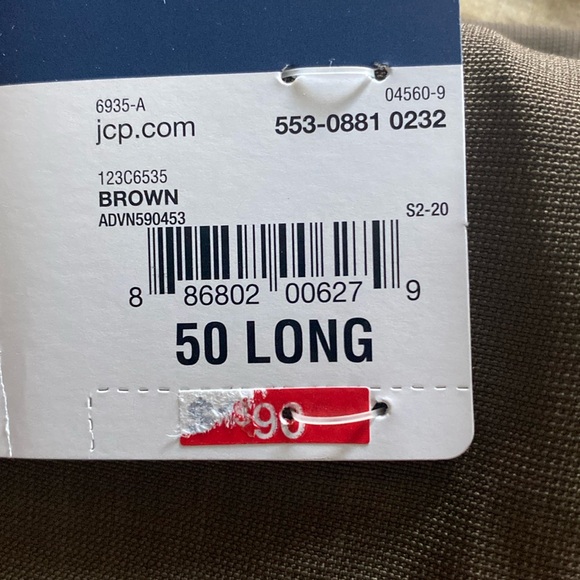 6935-A 04560-9
jcp.com 553-0881 0232
123C6535
BROWN
ADVN590453 S2-20
8 86802 00627 9
50 LONG
$90